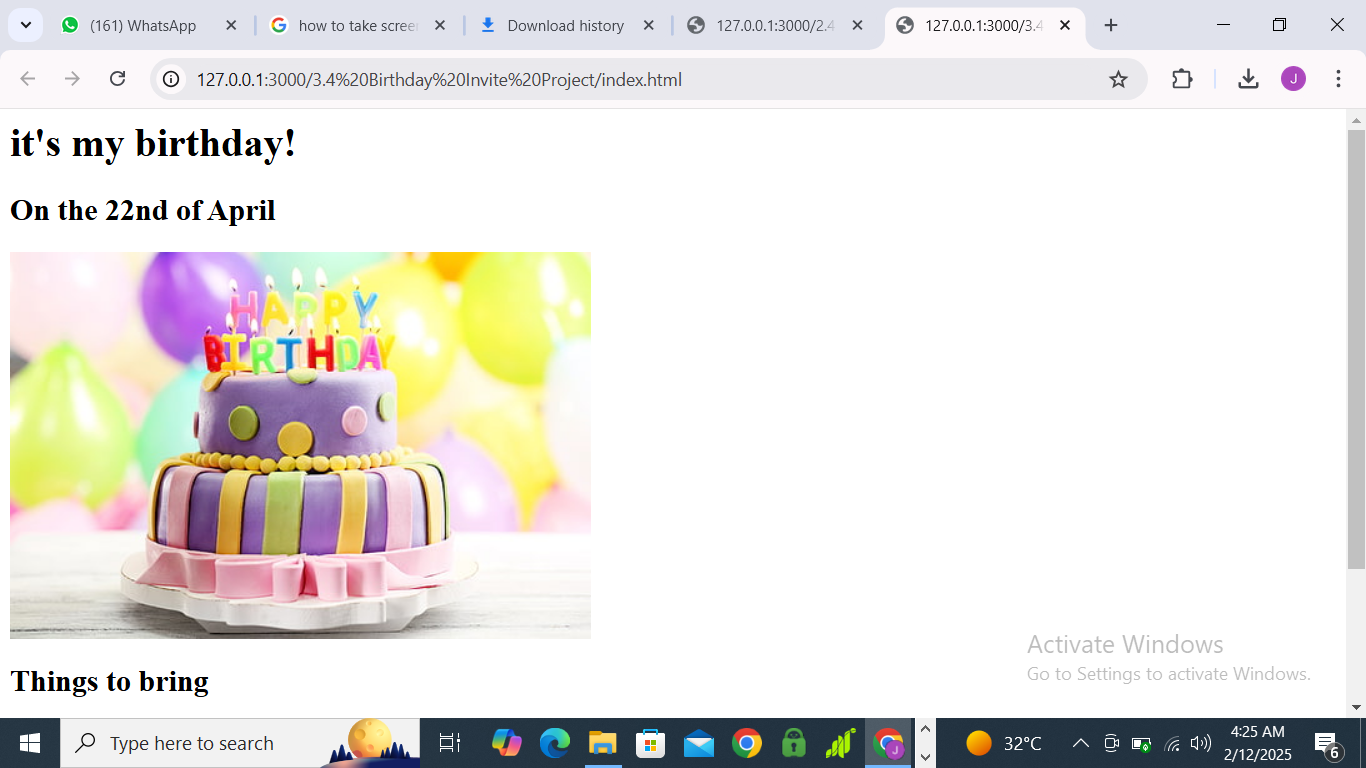 (161) WhatsApp
how to take screen
Download history
127.0.0.1:3000/2.4
127.0.0.1:3000/3.4
127.0.0.1:3000/3.4%20Birthday%20Invite%20Project/index.html
J
it's my birthday!
On the 22nd of April
HAPPY
BIRTHDAY
Things to bring
Activate Windows
Go to Settings to activate Windows.
Type here to search
J
32°C
4:25 AM
2/12/2025
6